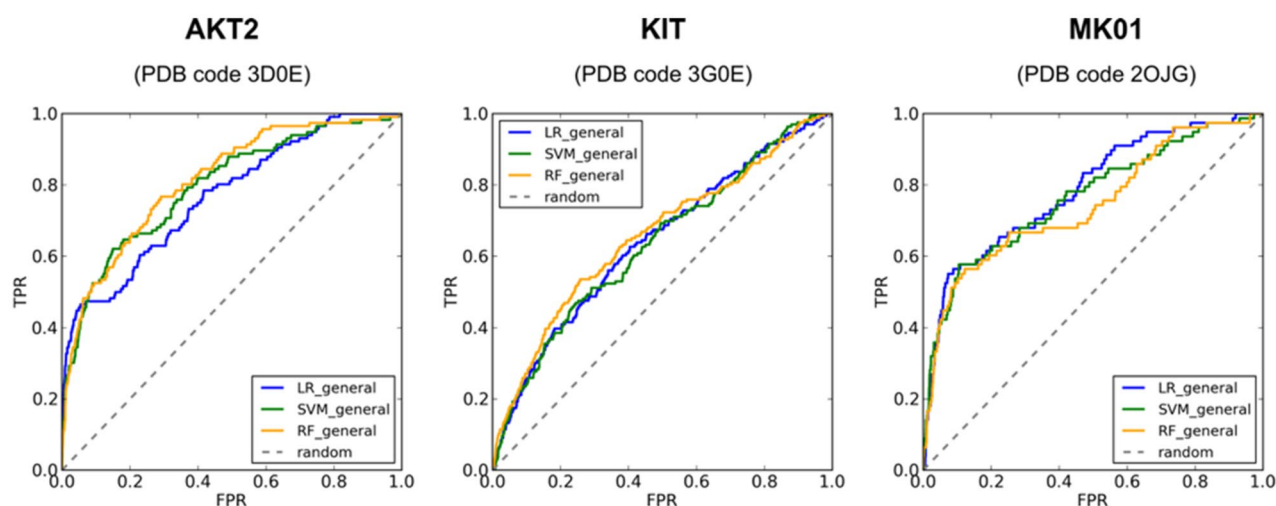 AKT2
(PDB code 3D0E)
1.0
0.8
0.6
0.4
0.2
0.0
TPR
0.0 0.2 0.4 0.6 0.8 1.0
FPR
LR_general
SVM_general
RF_general
random
KIT
(PDB code 3G0E)
1.0
0.8
0.6
0.4
0.2
0.0
TPR
0.0 0.2 0.4 0.6 0.8 1.0
FPR
LR_general
SVM_general
RF_general
random
MK01
(PDB code 2OJG)
1.0
0.8
0.6
0.4
0.2
0.0
TPR
0.0 0.2 0.4 0.6 0.8 1.0
FPR
LR_general
SVM_general
RF_general
random